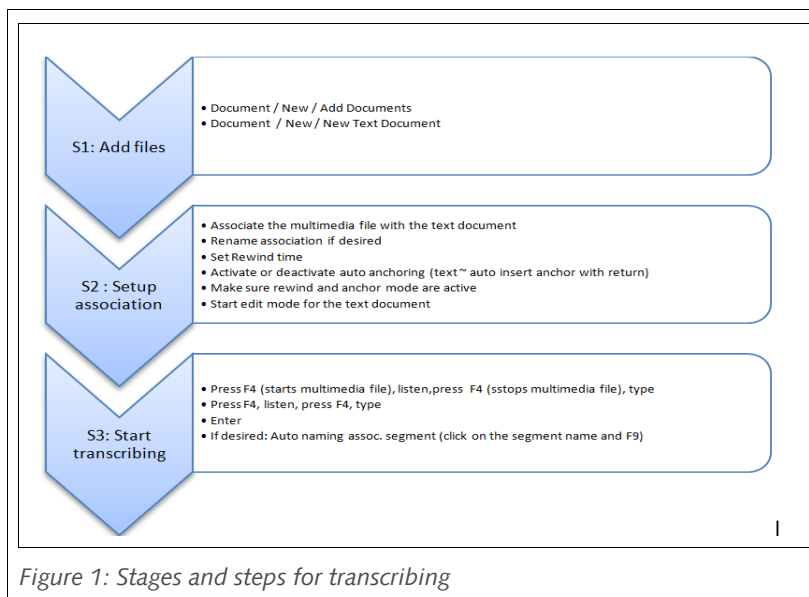 S1: Add files
• Document / New / Add Documents
• Document / New / New Text Document
S2 : Setup
association
• Associate the multimedia file with the text document
• Rename association if desired
• Set Rewind time
• Activate or deactivate auto anchoring (text~ auto insert anchor with return)
• Make sure rewind and anchor mode are active
• Start edit mode for the text document
S3: Start
transcribing
• Press F4 (starts multimedia file), listen,press F4 (sstops multimedia file), type
• Press F4, listen, press F4, type
• Enter
• If desired: Auto naming assoc. segment (click on the segment name and F9)
I
Figure 1: Stages and steps for transcribing